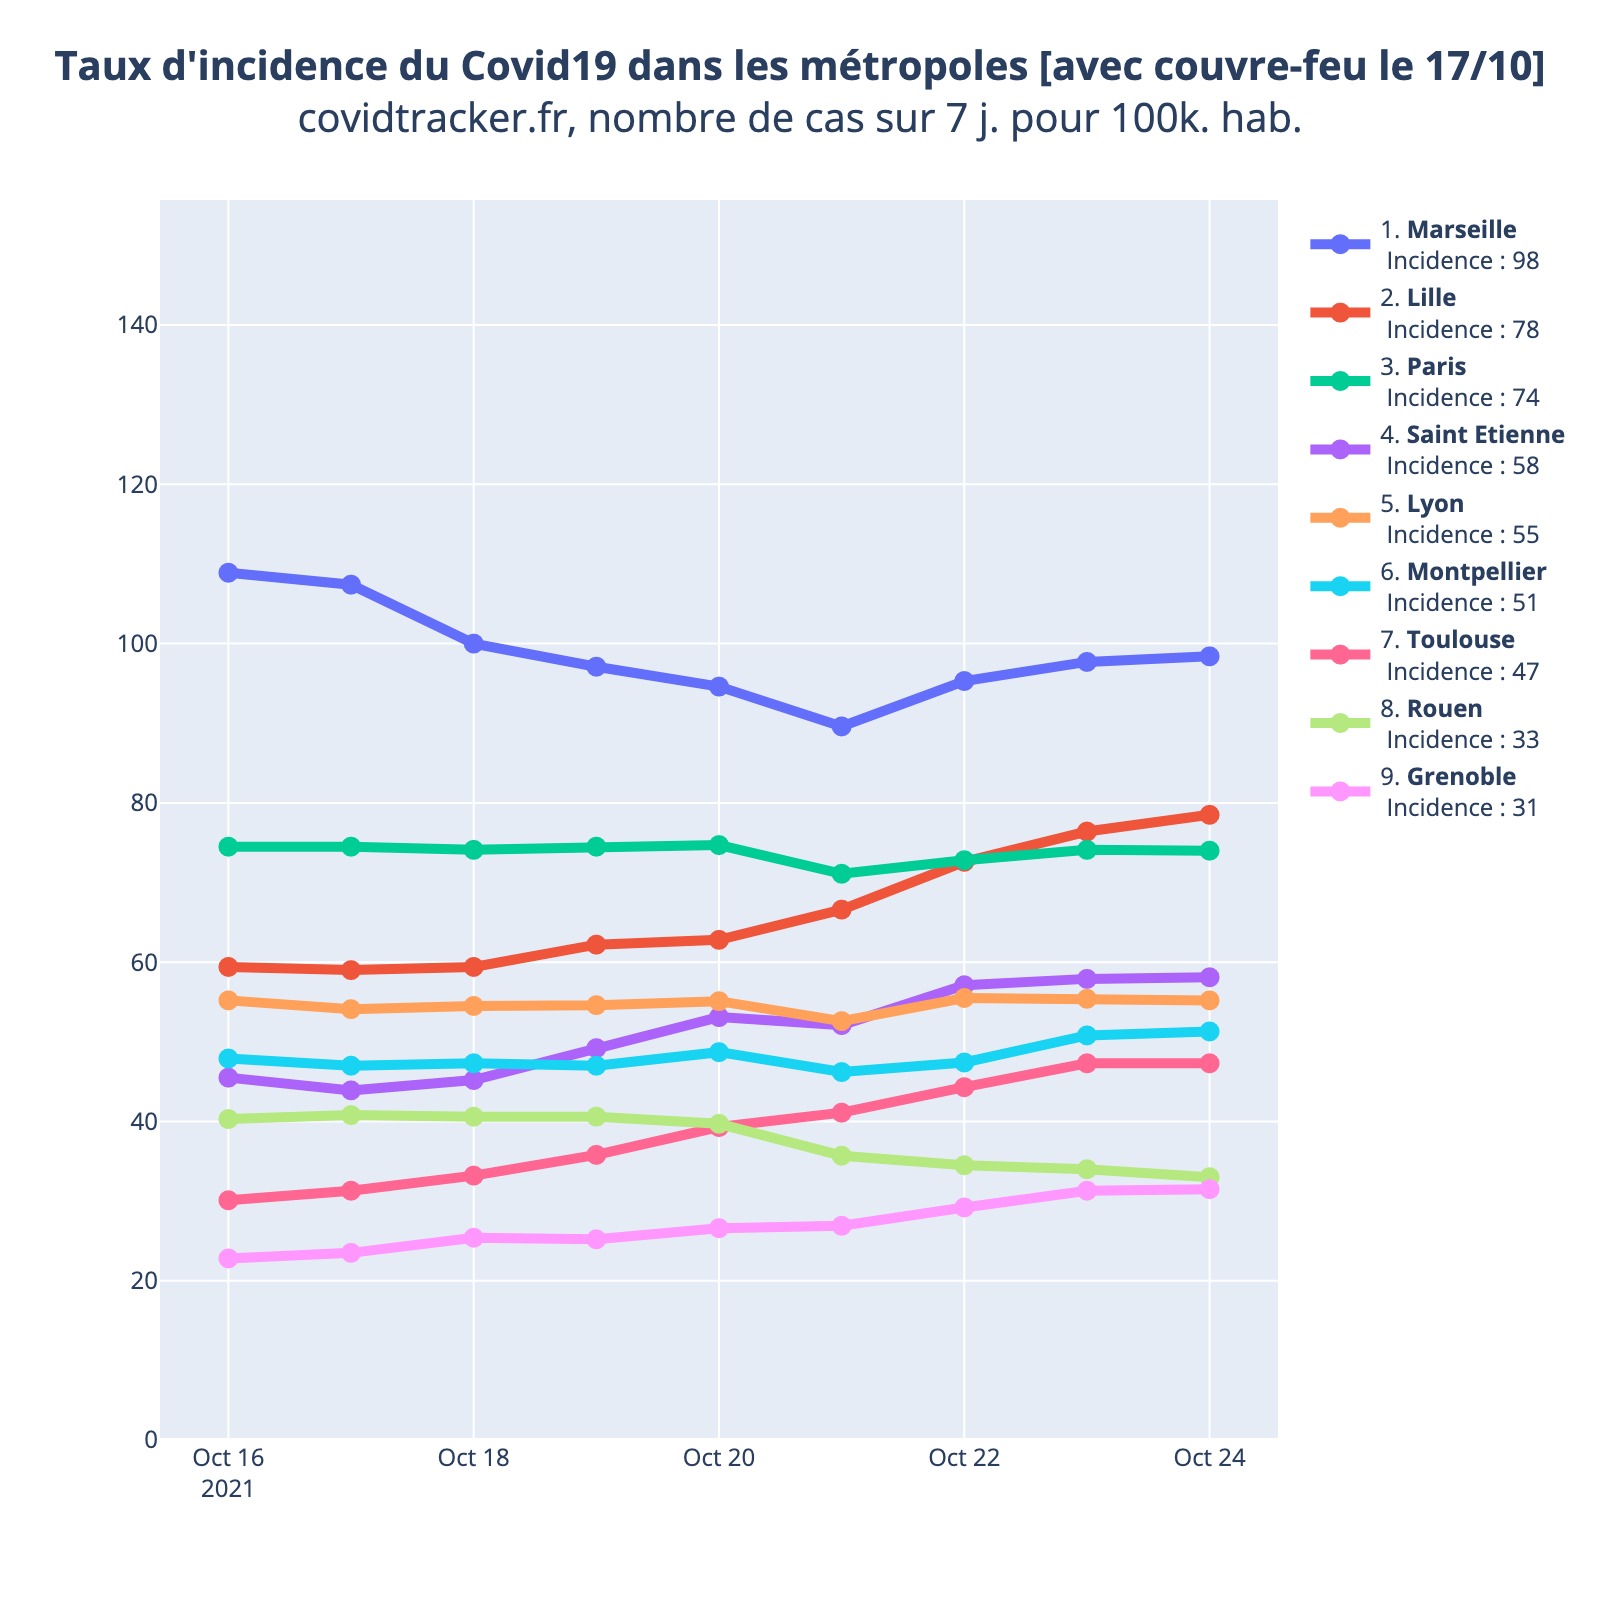 Taux d'incidence du Covid19 dans les métropoles [avec couvre-feu le 17/10]
covidtracker.fr, nombre de cas sur 7 j. pour 100k. hab.
140
120
100
80
60
40
20
0
Oct 16
2021
Oct 18
Oct 20
Oct 22
Oct 24
1. Marseille
Incidence : 98
2. Lille
Incidence : 78
3. Paris
Incidence : 74
4. Saint Etienne
Incidence : 58
5. Lyon
Incidence : 55
6. Montpellier
Incidence : 51
7. Toulouse
Incidence : 47
8. Rouen
Incidence : 33
9. Grenoble
Incidence : 31